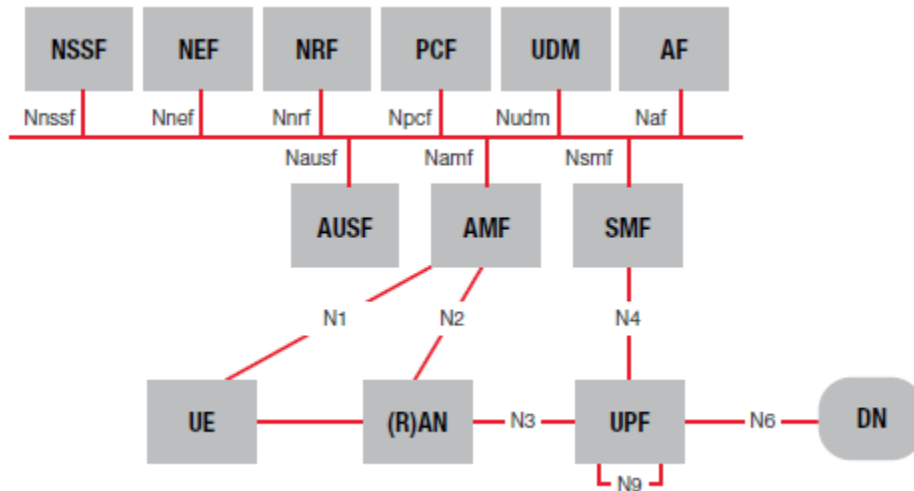 NSSF NEF NRF PCF UDM AF
Nnssf Nnef Nnrf Npcf Nudm Naf
Nausf Namf Nsmf
AUSF AMF SMF
N1 N2 N4
UE (R)AN N3 UPF N6 DN
N9